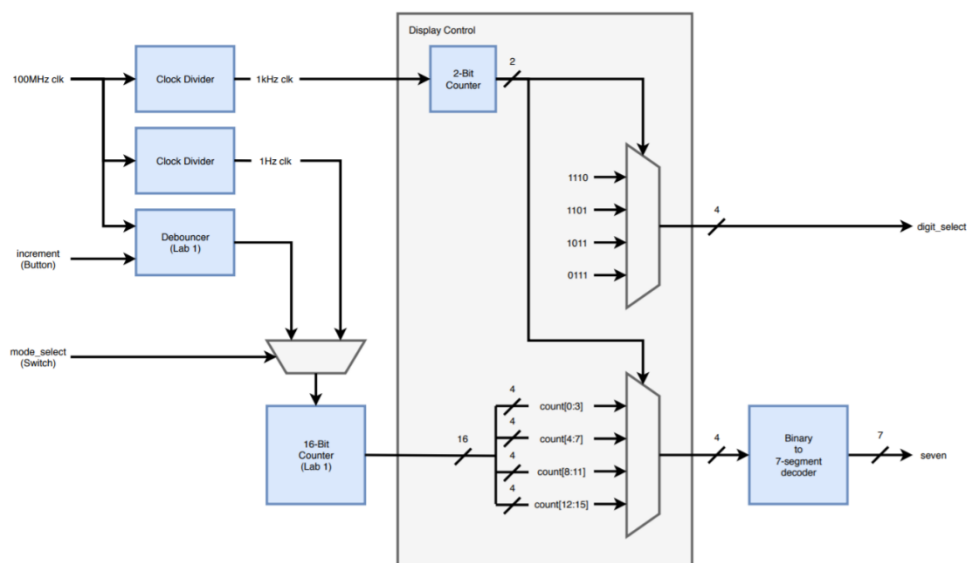 Display Control
100MHz clk
Clock Divider
1kHz clk
2-Bit
Counter
2
Clock Divider
1Hz clk
1110
1101
1011
0111
4
digit_select
Debouncer
(Lab 1)
increment
(Button)
mode_select
(Switch)
16-Bit
Counter
(Lab 1)
16
4
count[0:3]
4
count[4:7]
4
count[8:11]
4
count[12:15]
4
Binary
to
7-segment
decoder
7
seven